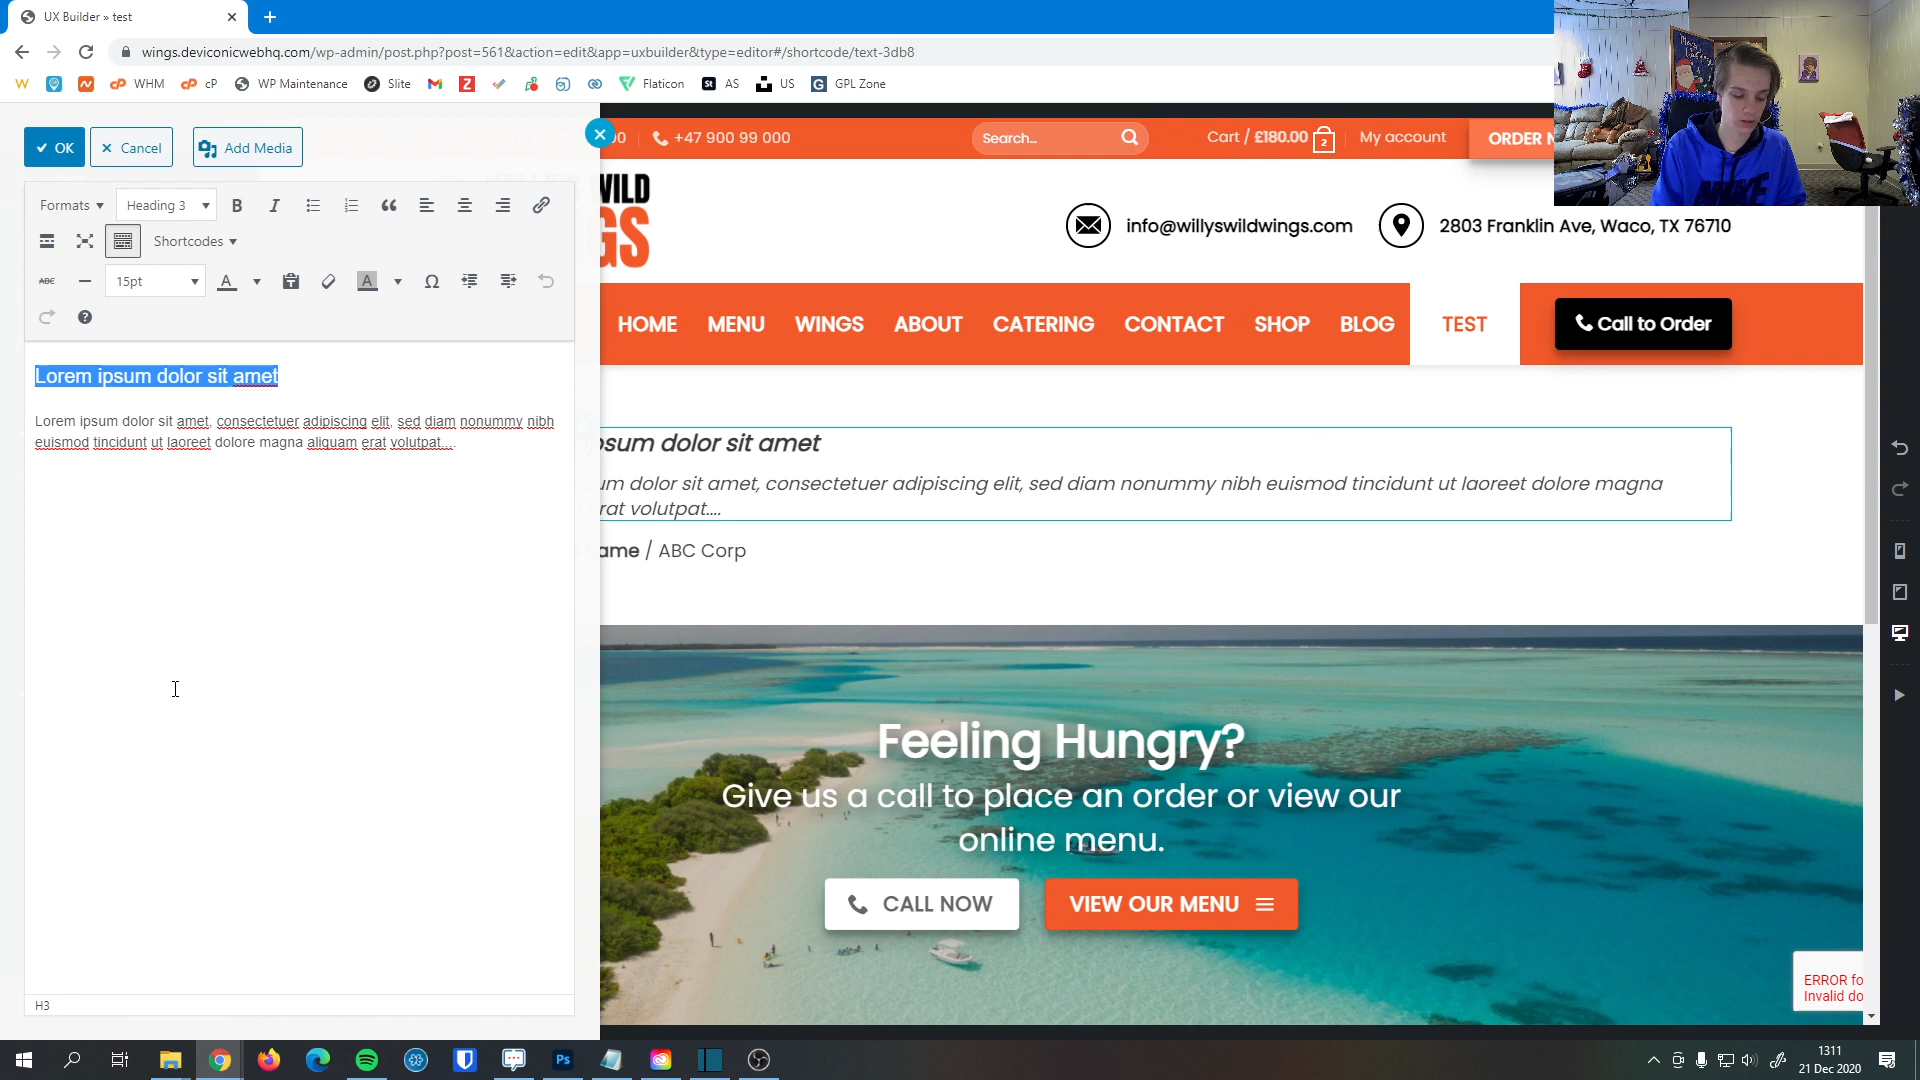 UX Builder » test
wings.deviconicwebhq.com/wp-admin/post.php?post=561&action=edit&app=uxbuilder&type=editor#/shortcode/text-3db8
WHM cP WP Maintenance Slite Flaticon AS US GPL Zone
OK Cancel Add Media
Formats Heading 3
Shortcodes
15pt
Lorem ipsum dolor sit amet
Lorem ipsum dolor sit amet, consectetuer adipiscing elit, sed diam nonummy nibh
euismod tincidunt ut laoreet dolore magna aliquam erat volutpat....
H3
+47 900 99 000 Search... Cart / £180.00 2 My account ORDER N
WILD
GS
info@willyswildwings.com 2803 Franklin Ave, Waco, TX 76710
HOME MENU WINGS ABOUT CATERING CONTACT SHOP BLOG TEST Call to Order
psum dolor sit amet
um dolor sit amet, consectetuer adipiscing elit, sed diam nonummy nibh euismod tincidunt ut laoreet dolore magna
rat volutpat....
ame / ABC Corp
Feeling Hungry?
Give us a call to place an order or view our
online menu.
CALL NOW VIEW OUR MENU
ERROR fo
Invalid do
13:11
21 Dec 2020